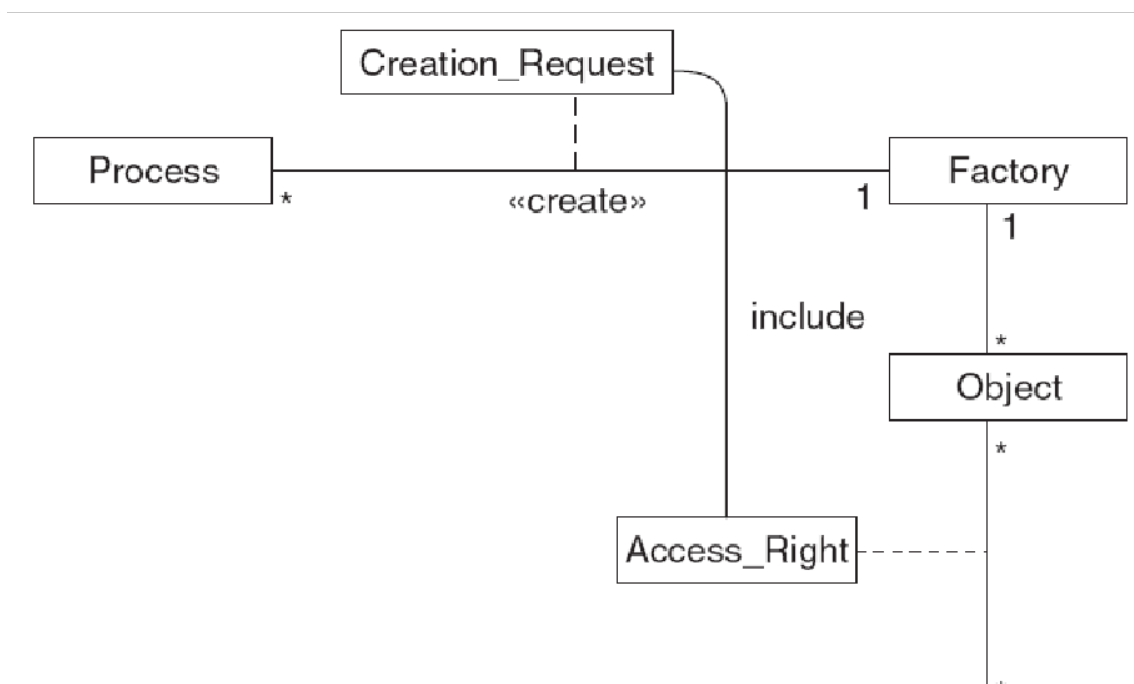 Creation_Request
Process
Factory
*
«create»
1
1
include
*
Object
*
Access_Right
*